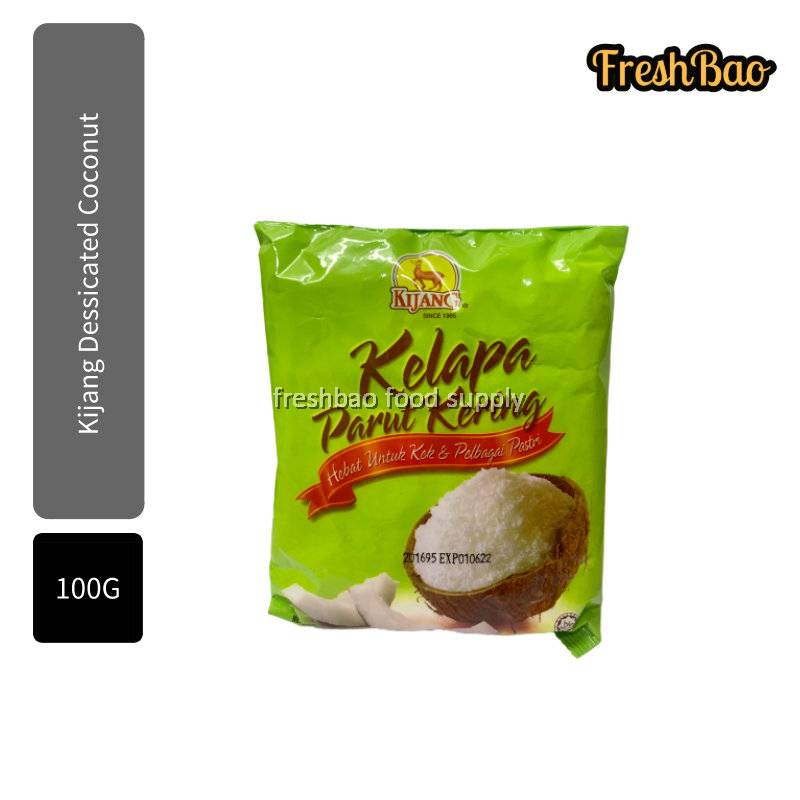 FreshBao
Kijang Dessicated Coconut
100G
KIJANG
SINCE 1965
Kelapa
Parut Kering
freshbao food supply
Hebat Untuk Kek & Pelbagai Pastri
201695 EXP010622